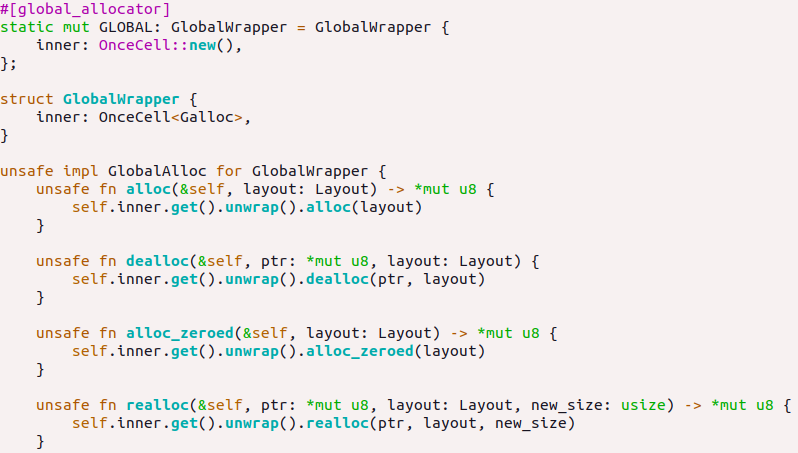 #[global_allocator]
static mut GLOBAL: GlobalWrapper = GlobalWrapper {
    inner: OnceCell::new(),
};

struct GlobalWrapper {
    inner: OnceCell<Galloc>,
}

unsafe impl GlobalAlloc for GlobalWrapper {
    unsafe fn alloc(&self, layout: Layout) -> *mut u8 {
        self.inner.get().unwrap().alloc(layout)
    }

    unsafe fn dealloc(&self, ptr: *mut u8, layout: Layout) {
        self.inner.get().unwrap().dealloc(ptr, layout)
    }

    unsafe fn alloc_zeroed(&self, layout: Layout) -> *mut u8 {
        self.inner.get().unwrap().alloc_zeroed(layout)
    }

    unsafe fn realloc(&self, ptr: *mut u8, layout: Layout, new_size: usize) -> *mut u8 {
        self.inner.get().unwrap().realloc(ptr, layout, new_size)
    }